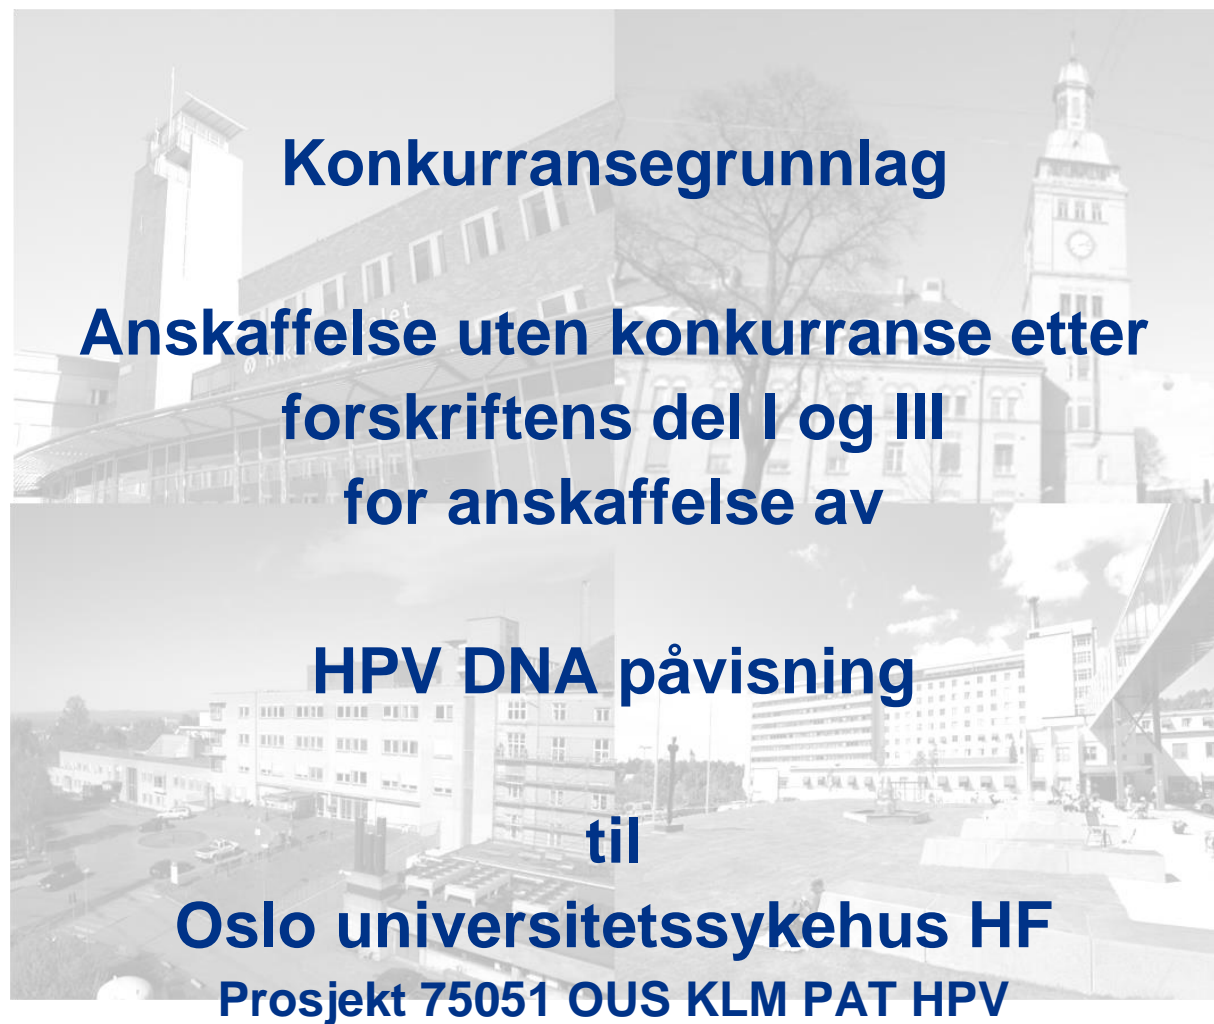 Konkurransegrunnlag
Anskaffelse uten konkurranse etter
forskriftens del I og III
for anskaffelse av
HPV DNA påvisning
til
Oslo universitetssykehus HF
Prosjekt 75051 OUS KLM PAT HPV